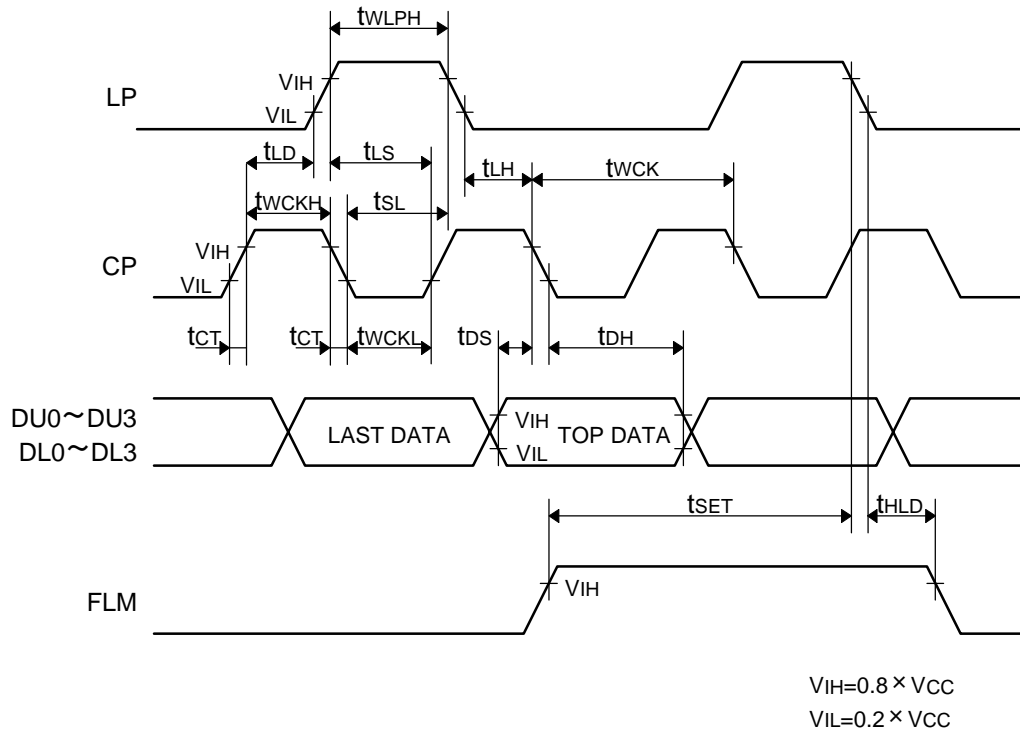 tWLPH
LP
VIH
VIL
tLD
tLS
tLH
tWCK
tWCKH
tSL
CP
VIH
VIL
tCT
tCT
tWCKL
tDS
tDH
DU0~DU3
DL0~DL3
LAST DATA
VIH
VIL
TOP DATA
tSET
tHLD
FLM
VIH
VIH=0.8 × VCC
VIL=0.2 × VCC